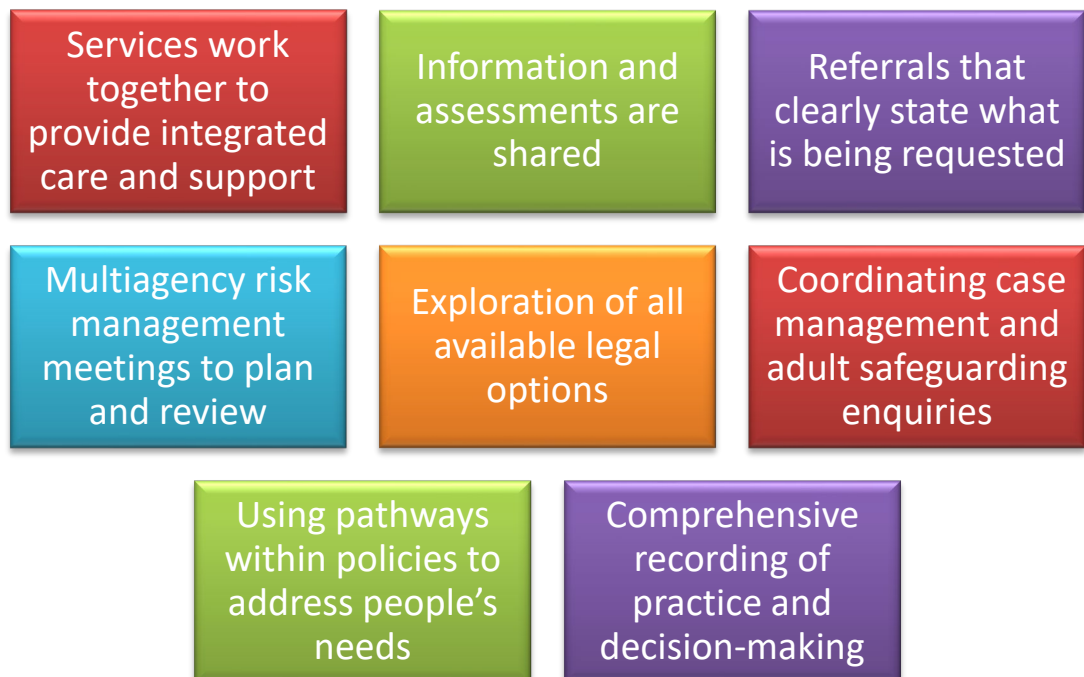 Services work
together to
provide integrated
care and support
Information and
assessments are
shared
Referrals that
clearly state what
is being requested
Multiagency risk
management
meetings to plan
and review
Exploration of all
available legal
options
Coordinating case
management and
adult safeguarding
enquiries
Using pathways
within policies to
address people’s
needs
Comprehensive
recording of
practice and
decision-making